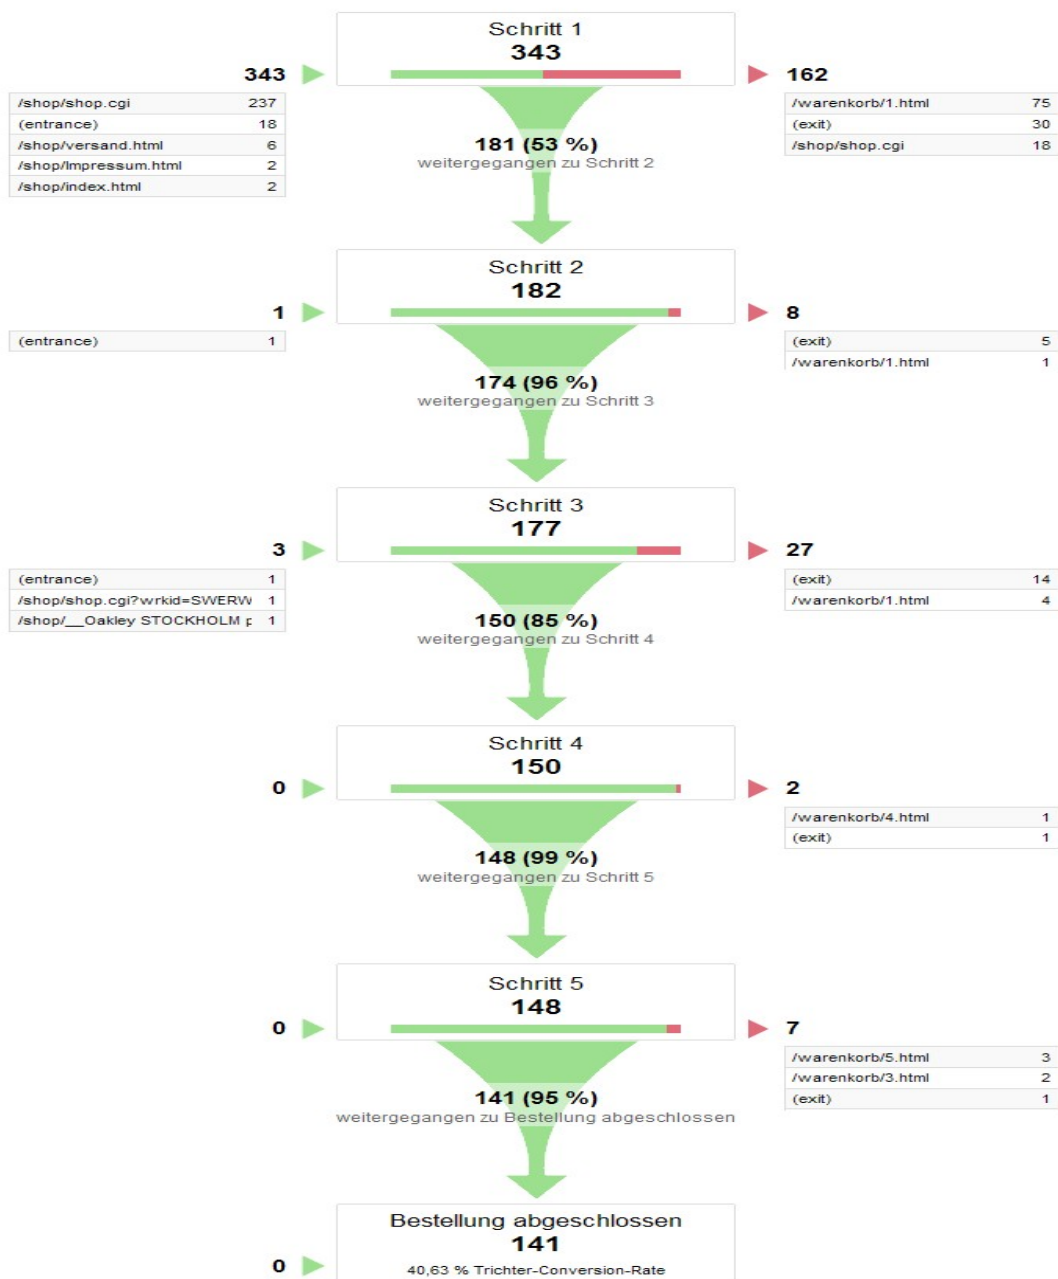 Schritt 1
343
343
162
/shop/shop.cgi 237
(entrance) 18
/shop/versand.html 6
/shop/Impressum.html 2
/shop/index.html 2
/warenkorb/1.html 75
(exit) 30
/shop/shop.cgi 18
181 (53 %)
weitergegangen zu Schritt 2
Schritt 2
182
1
8
(entrance) 1
(exit) 5
/warenkorb/1.html 1
174 (96 %)
weitergegangen zu Schritt 3
Schritt 3
177
3
27
(entrance) 1
/shop/shop.cgi?wrkid=SWERW 1
/shop/__Oakley STOCKHOLM p 1
(exit) 14
/warenkorb/1.html 4
150 (85 %)
weitergegangen zu Schritt 4
Schritt 4
150
0
2
/warenkorb/4.html 1
(exit) 1
148 (99 %)
weitergegangen zu Schritt 5
Schritt 5
148
0
7
/warenkorb/5.html 3
/warenkorb/3.html 2
(exit) 1
141 (95 %)
weitergegangen zu Bestellung abgeschlossen
Bestellung abgeschlossen
141
0
40,63 % Trichter-Conversion-Rate